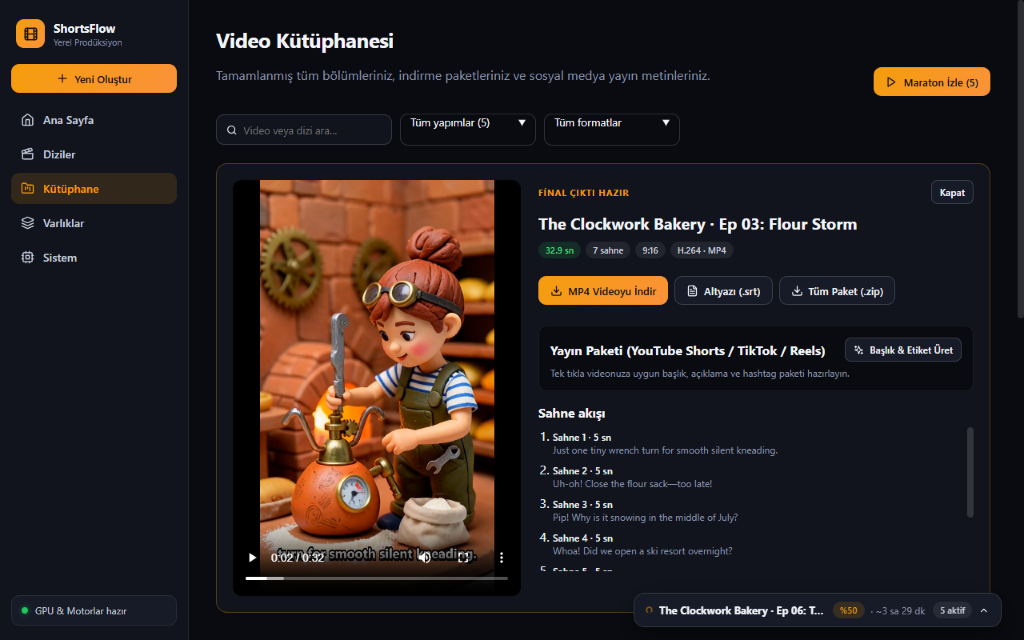 ShortsFlow
Yerel Prodüksiyon
+ Yeni Oluştur
Ana Sayfa
Diziler
Kütüphane
Varlıklar
Sistem
GPU & Motorlar hazır
Video Kütüphanesi
Tamamlanmış tüm bölümleriniz, indirme paketleriniz ve sosyal medya yayın metinleriniz.
Maraton İzle (5)
Video veya dizi ara...
Tüm yapımlar (5)
Tüm formatlar
turn for smooth silent kneading.
0:02 / 0:32
FİNAL ÇIKTI HAZIR
Kapat
The Clockwork Bakery · Ep 03: Flour Storm
32.9 sn 7 sahne 9:16 H.264 · MP4
MP4 Videoyu İndir
Altyazı (.srt)
Tüm Paket (.zip)
Yayın Paketi (YouTube Shorts / TikTok / Reels)
Başlık & Etiket Üret
Tek tıkla videonuza uygun başlık, açıklama ve hashtag paketi hazırlayın.
Sahne akışı
1. Sahne 1 · 5 sn
Just one tiny wrench turn for smooth silent kneading.
2. Sahne 2 · 5 sn
Uh-oh! Close the flour sack—too late!
3. Sahne 3 · 5 sn
Pip! Why is it snowing in the middle of July?
4. Sahne 4 · 5 sn
Whoa! Did we open a ski resort overnight?
5. Sahne 5 · 5 sn
The Clockwork Bakery · Ep 06: T... %50 · ~3 sa 29 dk 5 aktif